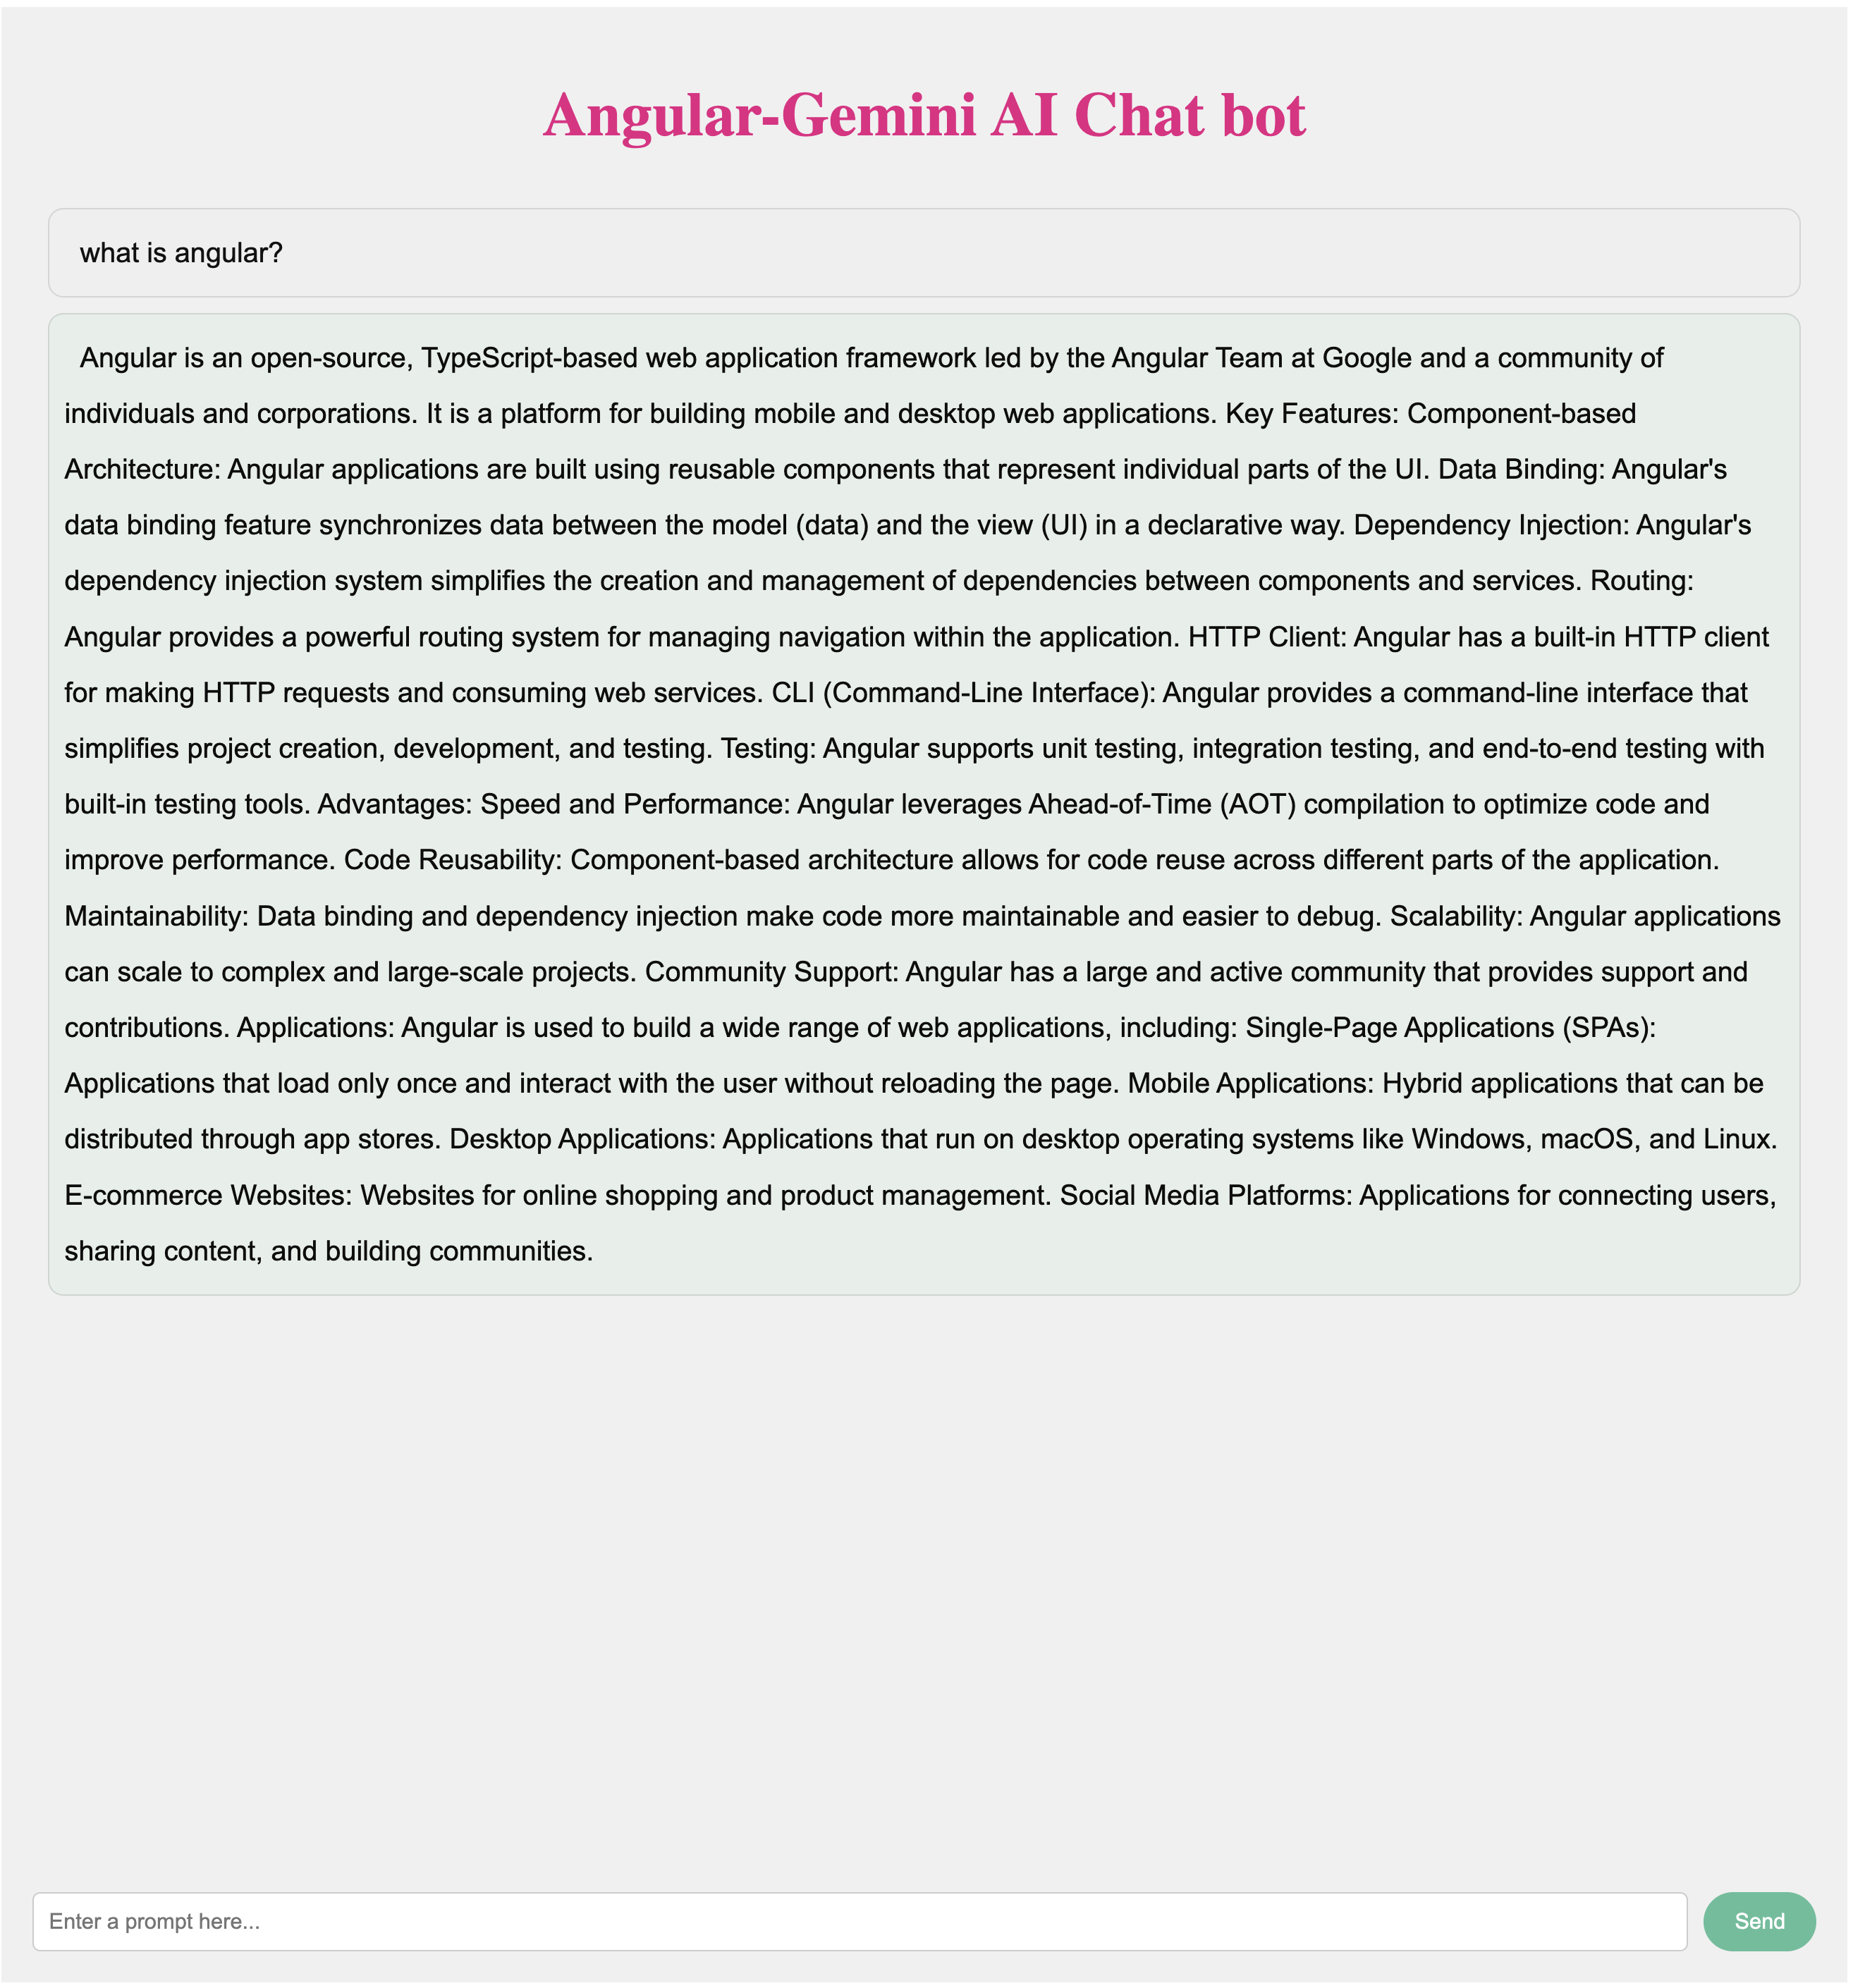 Angular-Gemini AI Chat bot
what is angular?
Angular is an open-source, TypeScript-based web application framework led by the Angular Team at Google and a community of
individuals and corporations. It is a platform for building mobile and desktop web applications. Key Features: Component-based
Architecture: Angular applications are built using reusable components that represent individual parts of the UI. Data Binding: Angular's
data binding feature synchronizes data between the model (data) and the view (UI) in a declarative way. Dependency Injection: Angular's
dependency injection system simplifies the creation and management of dependencies between components and services. Routing:
Angular provides a powerful routing system for managing navigation within the application. HTTP Client: Angular has a built-in HTTP client
for making HTTP requests and consuming web services. CLI (Command-Line Interface): Angular provides a command-line interface that
simplifies project creation, development, and testing. Testing: Angular supports unit testing, integration testing, and end-to-end testing with
built-in testing tools. Advantages: Speed and Performance: Angular leverages Ahead-of-Time (AOT) compilation to optimize code and
improve performance. Code Reusability: Component-based architecture allows for code reuse across different parts of the application.
Maintainability: Data binding and dependency injection make code more maintainable and easier to debug. Scalability: Angular applications
can scale to complex and large-scale projects. Community Support: Angular has a large and active community that provides support and
contributions. Applications: Angular is used to build a wide range of web applications, including: Single-Page Applications (SPAs):
Applications that load only once and interact with the user without reloading the page. Mobile Applications: Hybrid applications that can be
distributed through app stores. Desktop Applications: Applications that run on desktop operating systems like Windows, macOS, and Linux.
E-commerce Websites: Websites for online shopping and product management. Social Media Platforms: Applications for connecting users,
sharing content, and building communities.
Enter a prompt here...
Send